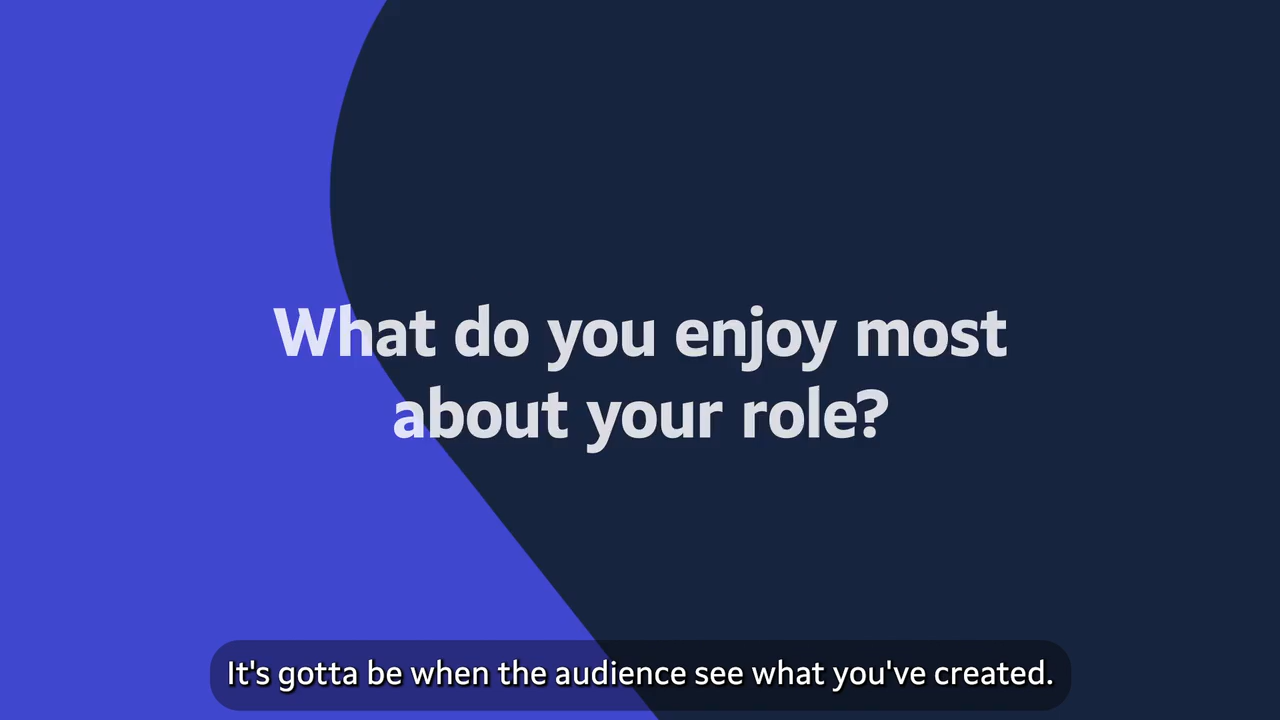 What do you enjoy most
about your role?
It's gotta be when the audience see what you've created.